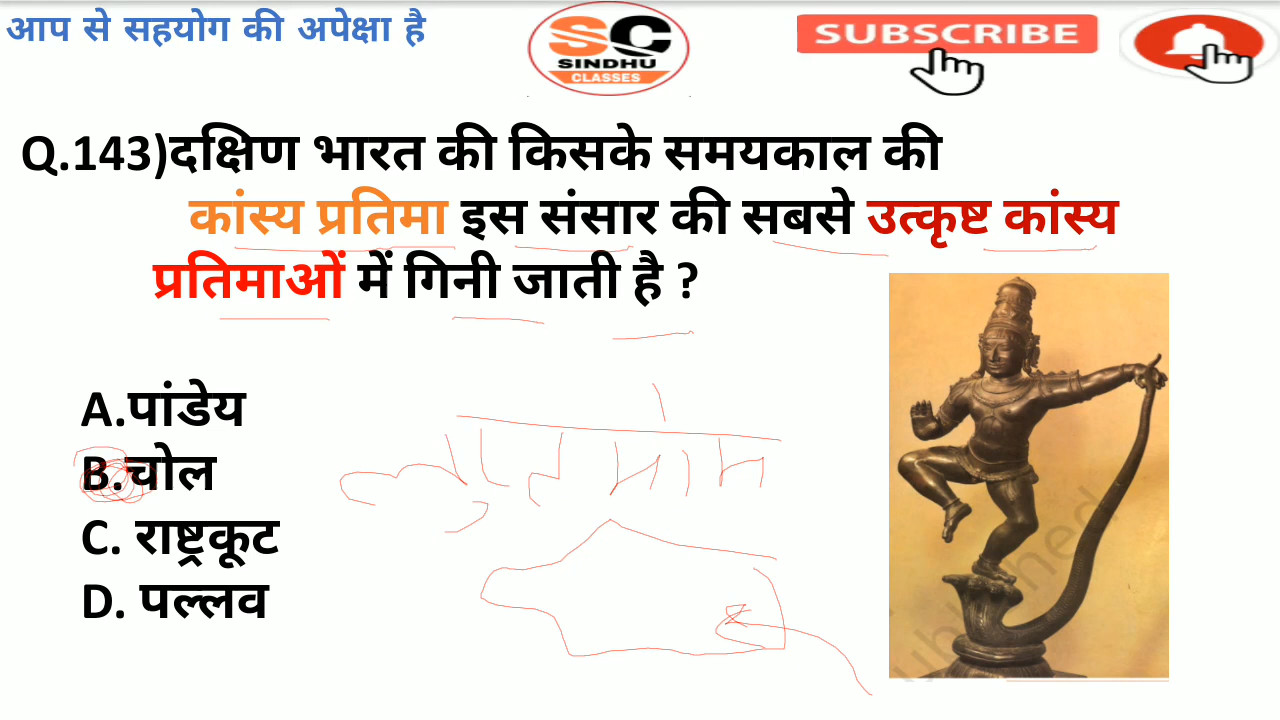 आप से सहयोग की अपेक्षा है
SC
SINDHU
CLASSES
SUBSCRIBE
Q.143)दक्षिण भारत की किसके समयकाल की
कांस्य प्रतिमा इस संसार की सबसे उत्कृष्ट कांस्य
प्रतिमाओं में गिनी जाती है ?
A.पांडेय
B.चोल
C. राष्ट्रकूट
D. पल्लव